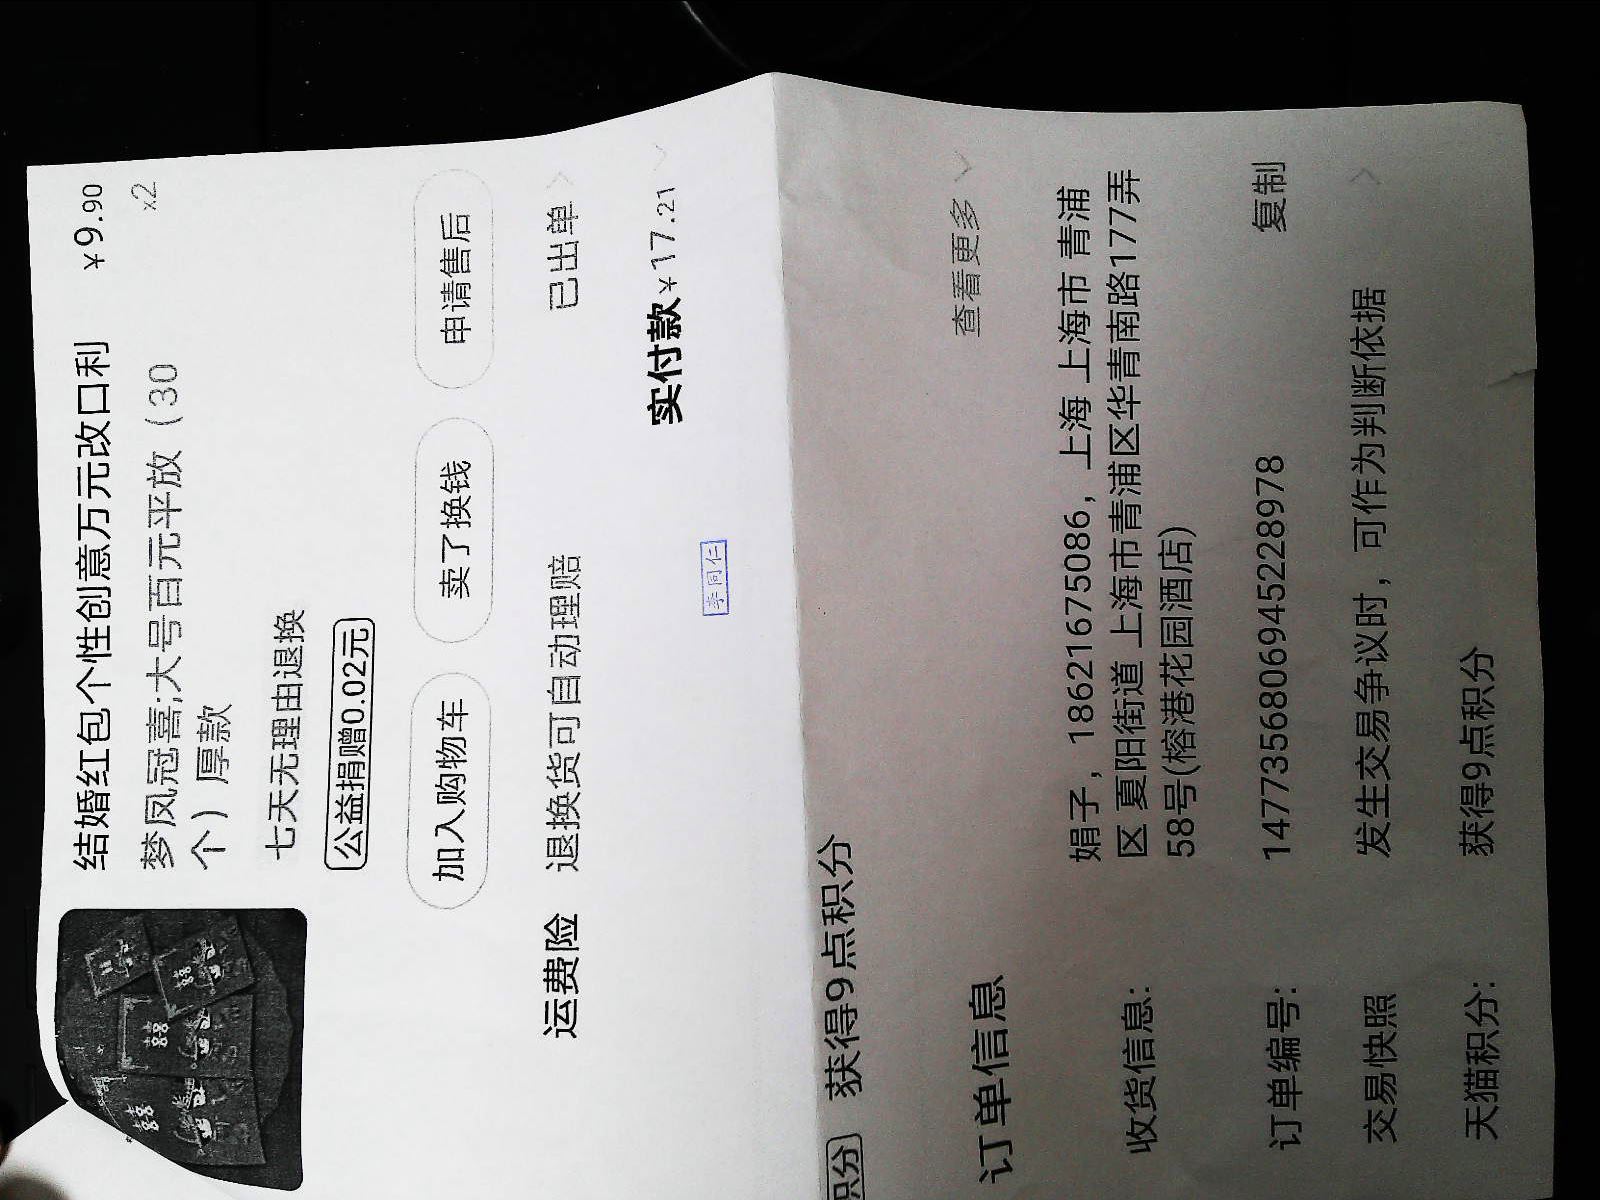 结婚红包个性创意万元改口利 ¥9.90
梦凤冠喜;大号百元平放（30 x2
个）厚款
七天无理由退换
公益捐赠0.02元
加入购物车 卖了换钱 申请售后
运费险 退换货可自动理赔 已出单
实付款 ¥17.21
李同仁
积分 获得9点积分
订单信息 查看更多
收货信息: 娟子，18621675086，上海 上海市 青浦
区 夏阳街道 上海市青浦区华青南路177弄
58号(榕港花园酒店)
订单编号: 1477356806945228978 复制
交易快照 发生交易争议时，可作为判断依据
天猫积分: 获得9点积分